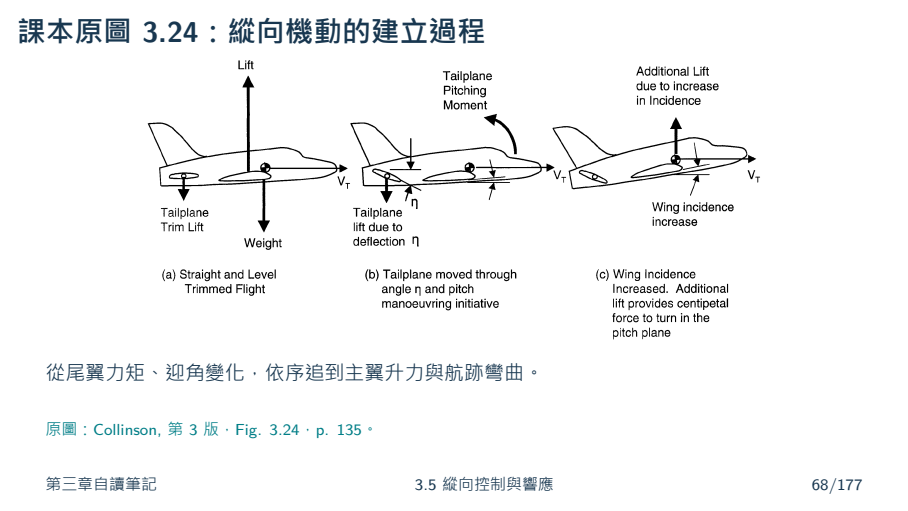 課本原圖 3.24：縱向機動的建立過程
Lift
Tailplane
Trim Lift
Weight
V_T
(a) Straight and Level
Trimmed Flight
Tailplane
Pitching
Moment
η
Tailplane
lift due to
deflection η
V_T
(b) Tailplane moved through
angle η and pitch
manoeuvring initiative
Additional Lift
due to increase
in Incidence
V_T
Wing incidence
increase
(c) Wing Incidence
Increased. Additional
lift provides centipetal
force to turn in the
pitch plane
從尾翼力矩、迎角變化，依序追到主翼升力與航跡彎曲。
原圖：Collinson, 第 3 版，Fig. 3.24，p. 135。
第三章自讀筆記
3.5 縱向控制與響應
68/177